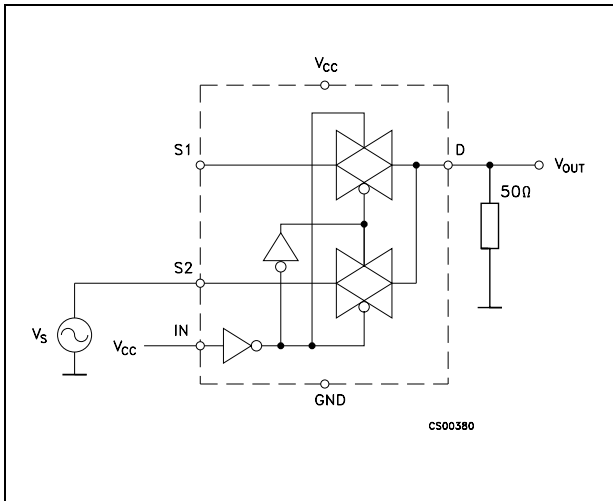 VCC
S1
D
VOUT
50Ω
S2
VS
VCC
IN
GND
CS00380